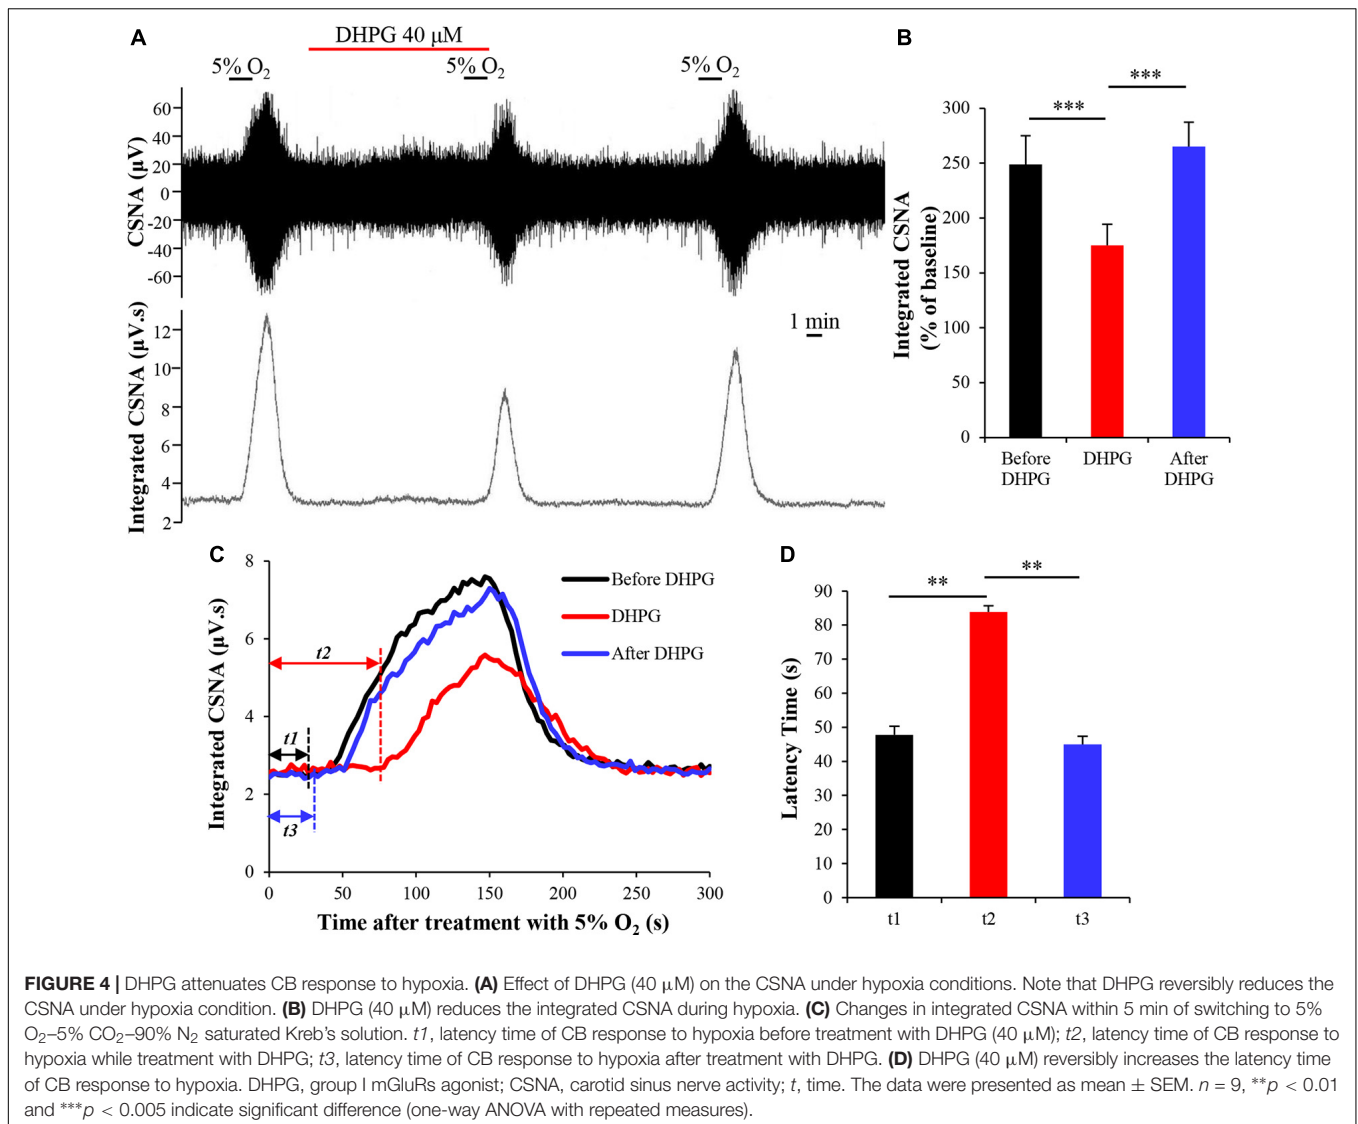 A
DHPG 40 μM
5% O2
5% O2
5% O2
CSNA (μV)
60
40
20
0
-20
-40
-60
Integrated CSNA (μV.s)
12
10
8
6
4
2
1 min
B
***
***
Integrated CSNA
(% of baseline)
300
250
200
150
100
50
0
Before
DHPG
DHPG
After
DHPG
C
Integrated CSNA (μV.s)
8
6
4
2
0
Before DHPG
DHPG
After DHPG
t2
t1
t3
0
50
100
150
200
250
300
Time after treatment with 5% O2 (s)
D
**
**
Latency Time (s)
90
80
70
60
50
40
30
20
10
0
t1
t2
t3
FIGURE 4 | DHPG attenuates CB response to hypoxia. (A) Effect of DHPG (40 μM) on the CSNA under hypoxia conditions. Note that DHPG reversibly reduces the
CSNA under hypoxia condition. (B) DHPG (40 μM) reduces the integrated CSNA during hypoxia. (C) Changes in integrated CSNA within 5 min of switching to 5%
O2–5% CO2–90% N2 saturated Kreb's solution. t1, latency time of CB response to hypoxia before treatment with DHPG (40 μM); t2, latency time of CB response to
hypoxia while treatment with DHPG; t3, latency time of CB response to hypoxia after treatment with DHPG. (D) DHPG (40 μM) reversibly increases the latency time
of CB response to hypoxia. DHPG, group I mGluRs agonist; CSNA, carotid sinus nerve activity; t, time. The data were presented as mean ± SEM. n = 9, **p < 0.01
and ***p < 0.005 indicate significant difference (one-way ANOVA with repeated measures).